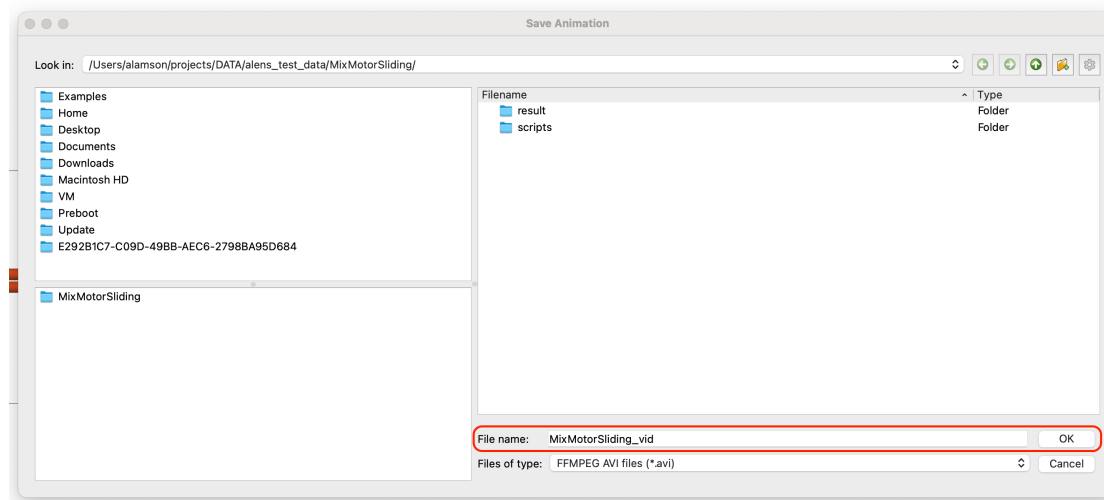 Save Animation
Look in: /Users/alamson/projects/DATA/alens_test_data/MixMotorSliding/
Examples
Home
Desktop
Documents
Downloads
Macintosh HD
VM
Preboot
Update
E292B1C7-C09D-49BB-AEC6-2798BA95D684
MixMotorSliding
Filename Type
result Folder
scripts Folder
File name: MixMotorSliding_vid OK
Files of type: FFMPEG AVI files (*.avi) Cancel